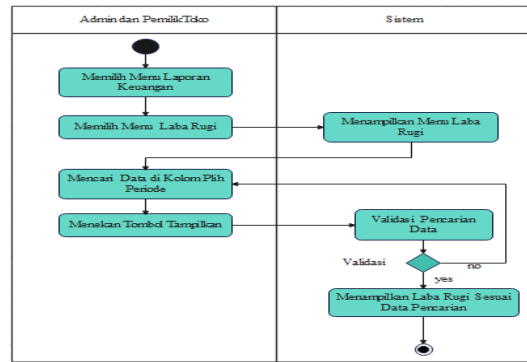 Admin dan PemilikToko
Sistem
Memilih Menu Laporan
Keuangan
Memilih Menu Laba Rugi
Menampilkan Menu Laba
Rugi
Mencari Data di Kolom Plih
Periode
Menekan Tombol Tampilkan
Validasi Pencarian
Data
Validasi
no
yes
Menampilkan Laba Rugi Sesuai
Data Pencarian